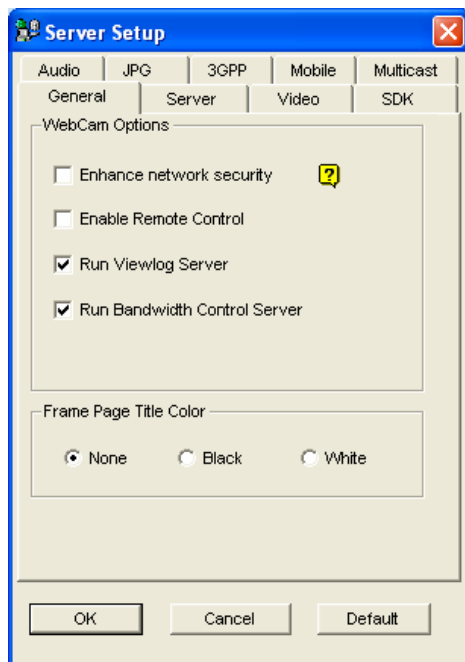 Server Setup
Audio JPG 3GPP Mobile Multicast
General Server Video SDK
WebCam Options
Enhance network security ?
Enable Remote Control
Run Viewlog Server
Run Bandwidth Control Server
Frame Page Title Color
None Black White
OK Cancel Default